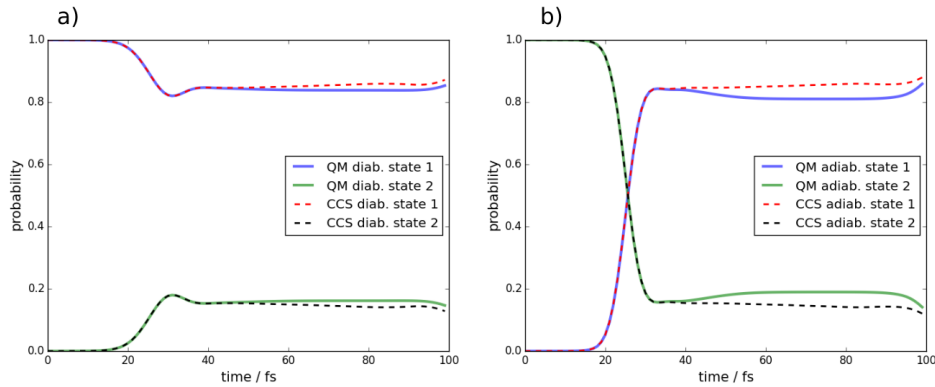 a)
1.0
0.8
0.6
0.4
0.2
0.0
probability
QM diab. state 1
QM diab. state 2
CCS diab. state 1
CCS diab. state 2
0
20
40
60
80
100
time / fs
b)
1.0
0.8
0.6
0.4
0.2
0.0
probability
QM adiab. state 1
QM adiab. state 2
CCS adiab. state 1
CCS adiab. state 2
0
20
40
60
80
100
time / fs